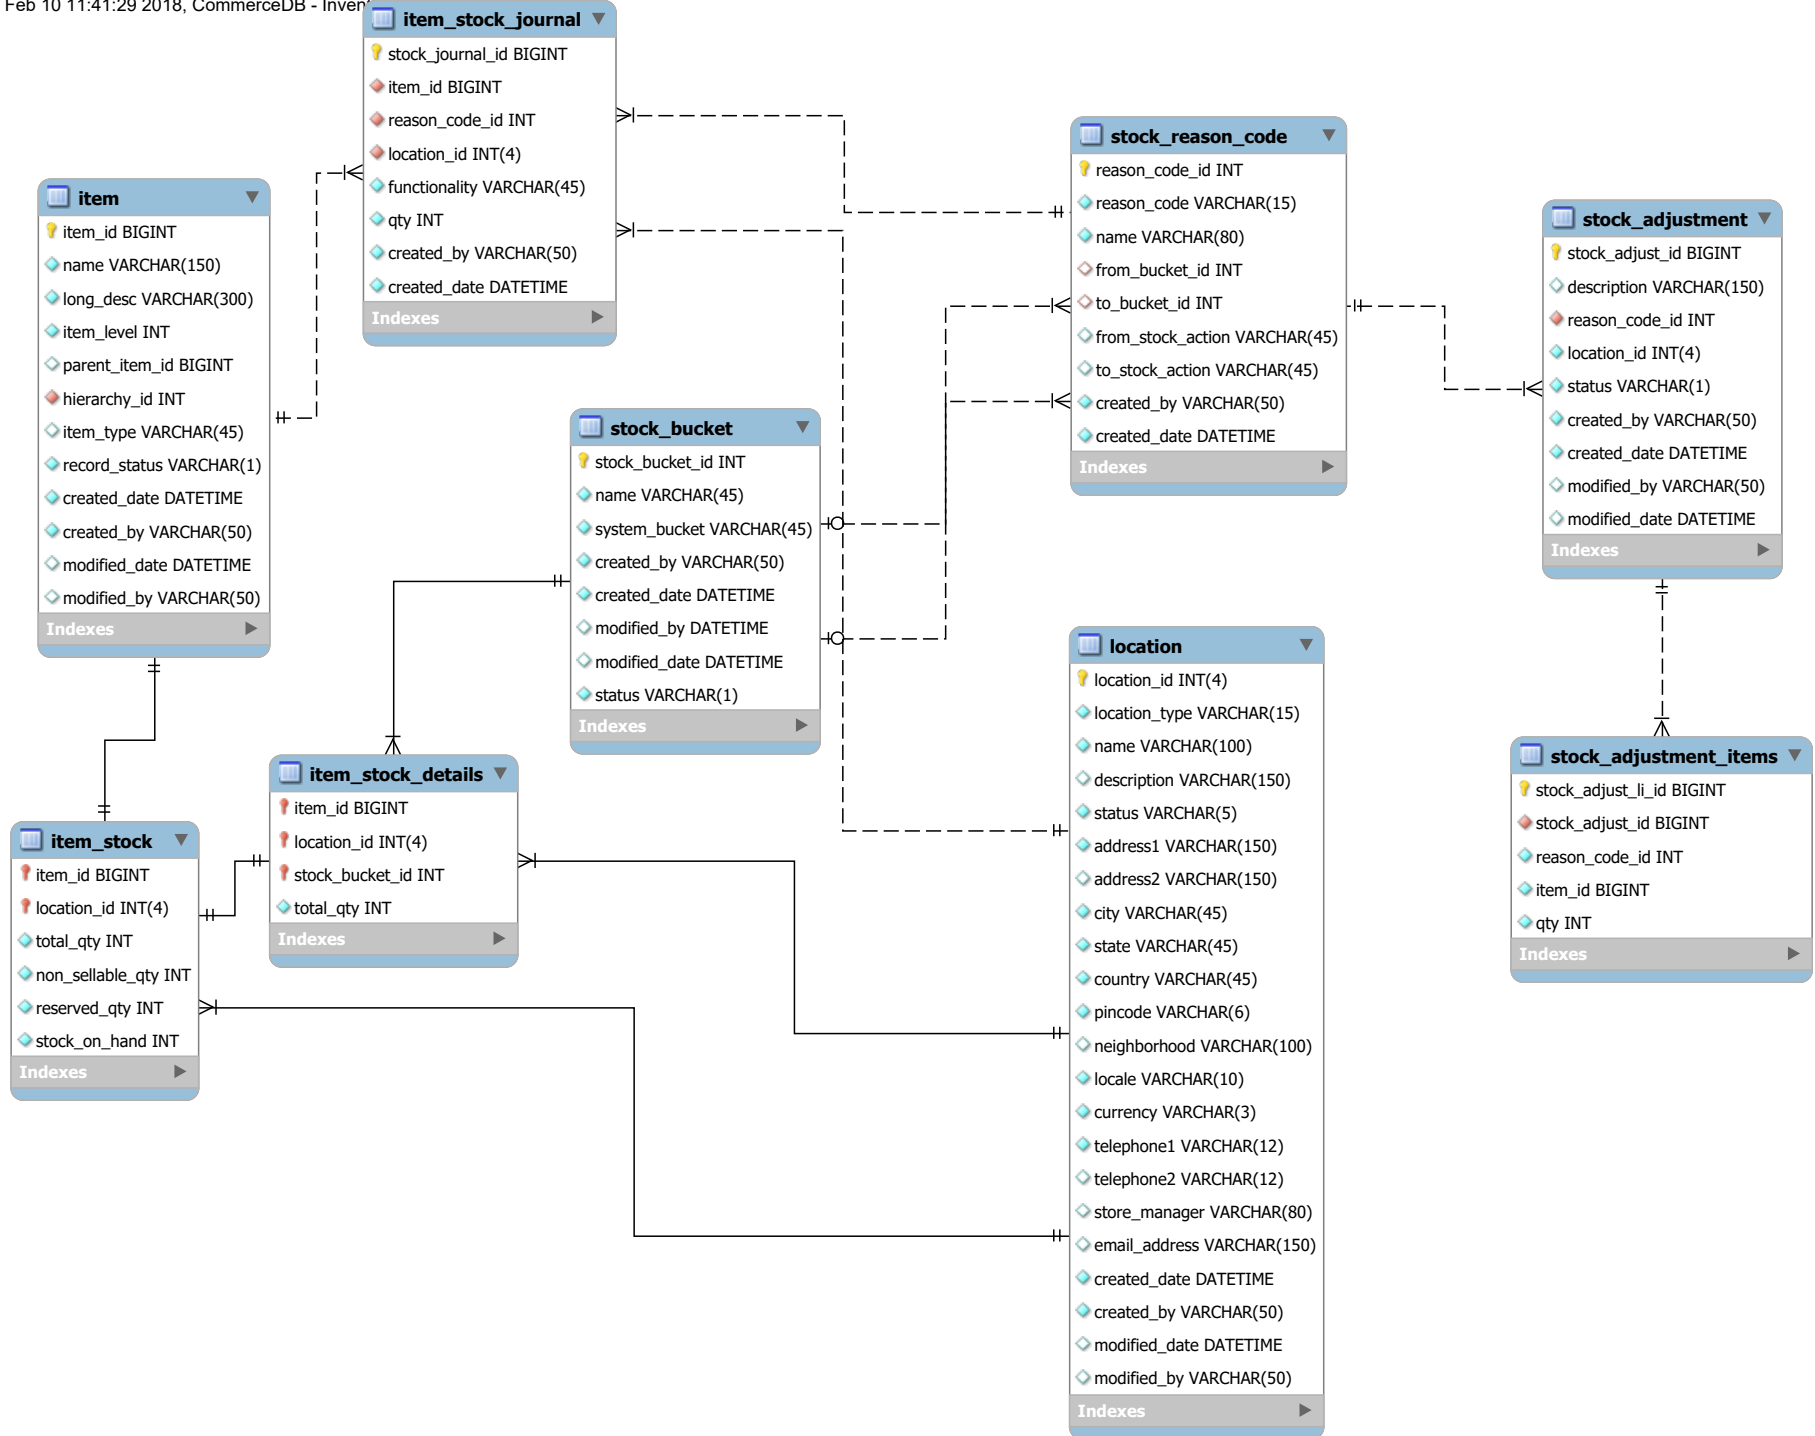 Feb 10 11:41:29 2018, CommerceDB - Inven
item_stock_journal
stock_journal_id BIGINT
item_id BIGINT
reason_code_id INT
location_id INT(4)
functionality VARCHAR(45)
qty INT
created_by VARCHAR(50)
created_date DATETIME
Indexes
item
item_id BIGINT
name VARCHAR(150)
long_desc VARCHAR(300)
item_level INT
parent_item_id BIGINT
hierarchy_id INT
item_type VARCHAR(45)
record_status VARCHAR(1)
created_date DATETIME
created_by VARCHAR(50)
modified_date DATETIME
modified_by VARCHAR(50)
Indexes
stock_reason_code
reason_code_id INT
reason_code VARCHAR(15)
name VARCHAR(80)
from_bucket_id INT
to_bucket_id INT
from_stock_action VARCHAR(45)
to_stock_action VARCHAR(45)
created_by VARCHAR(50)
created_date DATETIME
Indexes
stock_adjustment
stock_adjust_id BIGINT
description VARCHAR(150)
reason_code_id INT
location_id INT(4)
status VARCHAR(1)
created_by VARCHAR(50)
created_date DATETIME
modified_by VARCHAR(50)
modified_date DATETIME
Indexes
stock_bucket
stock_bucket_id INT
name VARCHAR(45)
system_bucket VARCHAR(45)
created_by VARCHAR(50)
created_date DATETIME
modified_by DATETIME
modified_date DATETIME
status VARCHAR(1)
Indexes
location
location_id INT(4)
location_type VARCHAR(15)
name VARCHAR(100)
description VARCHAR(150)
status VARCHAR(5)
address1 VARCHAR(150)
address2 VARCHAR(150)
city VARCHAR(45)
state VARCHAR(45)
country VARCHAR(45)
pincode VARCHAR(6)
neighborhood VARCHAR(100)
locale VARCHAR(10)
currency VARCHAR(3)
telephone1 VARCHAR(12)
telephone2 VARCHAR(12)
store_manager VARCHAR(80)
email_address VARCHAR(150)
created_date DATETIME
created_by VARCHAR(50)
modified_date DATETIME
modified_by VARCHAR(50)
Indexes
stock_adjustment_items
stock_adjust_li_id BIGINT
stock_adjust_id BIGINT
reason_code_id INT
item_id BIGINT
qty INT
Indexes
item_stock_details
item_id BIGINT
location_id INT(4)
stock_bucket_id INT
total_qty INT
Indexes
item_stock
item_id BIGINT
location_id INT(4)
total_qty INT
non_sellable_qty INT
reserved_qty INT
stock_on_hand INT
Indexes